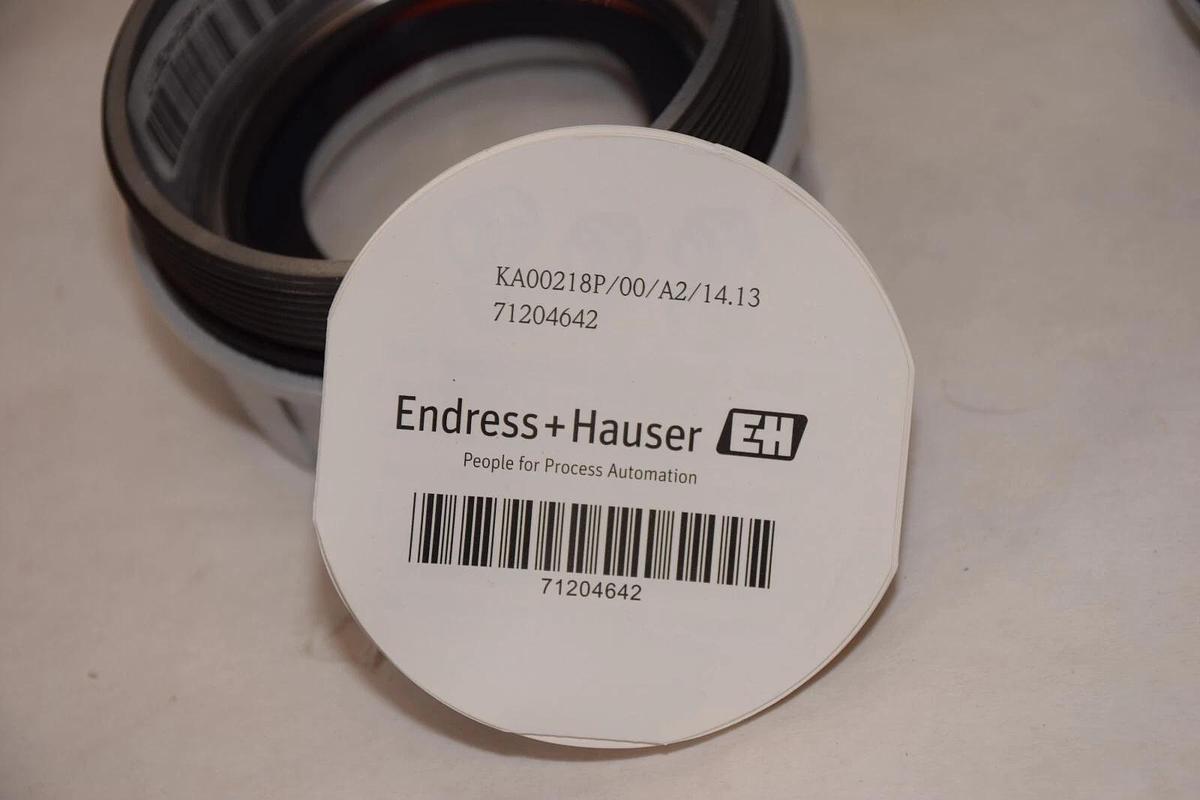 KA00218P/00/A2/14.13
71204642
Endress+Hauser EH
People for Process Automation
71204642